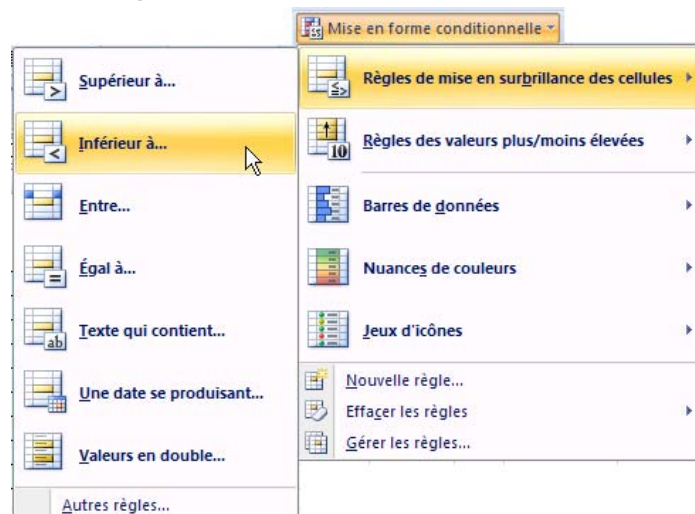 Mise en forme conditionnelle
Supérieur à...
Inférieur à...
Entre...
Égal à...
Texte qui contient...
Une date se produisant...
Valeurs en double...
Autres règles...
Règles de mise en surbrillance des cellules
Règles des valeurs plus/moins élevées
10
Barres de données
Nuances de couleurs
Jeux d'icônes
Nouvelle règle...
Effacer les règles
Gérer les règles...